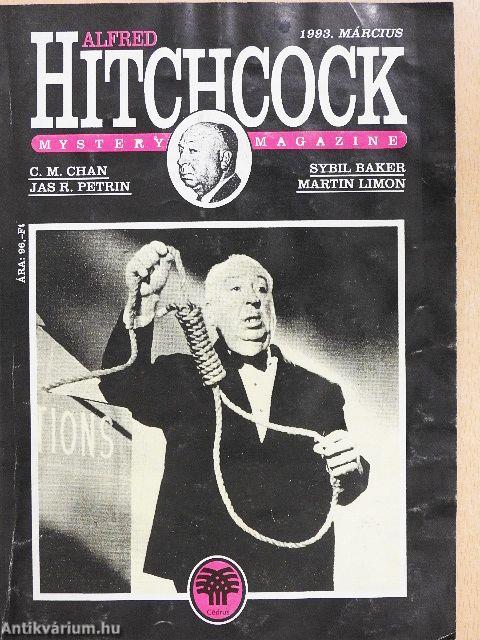 ALFRED
1993. MÁRCIUS
HITCHCOCK
MYSTERY MAGAZINE
C. M. CHAN
JAS R. PETRIN
SYBIL BAKER
MARTIN LIMON
ÁRA: 96,-Ft
TIONS
Cédrus
Antikvárium.hu